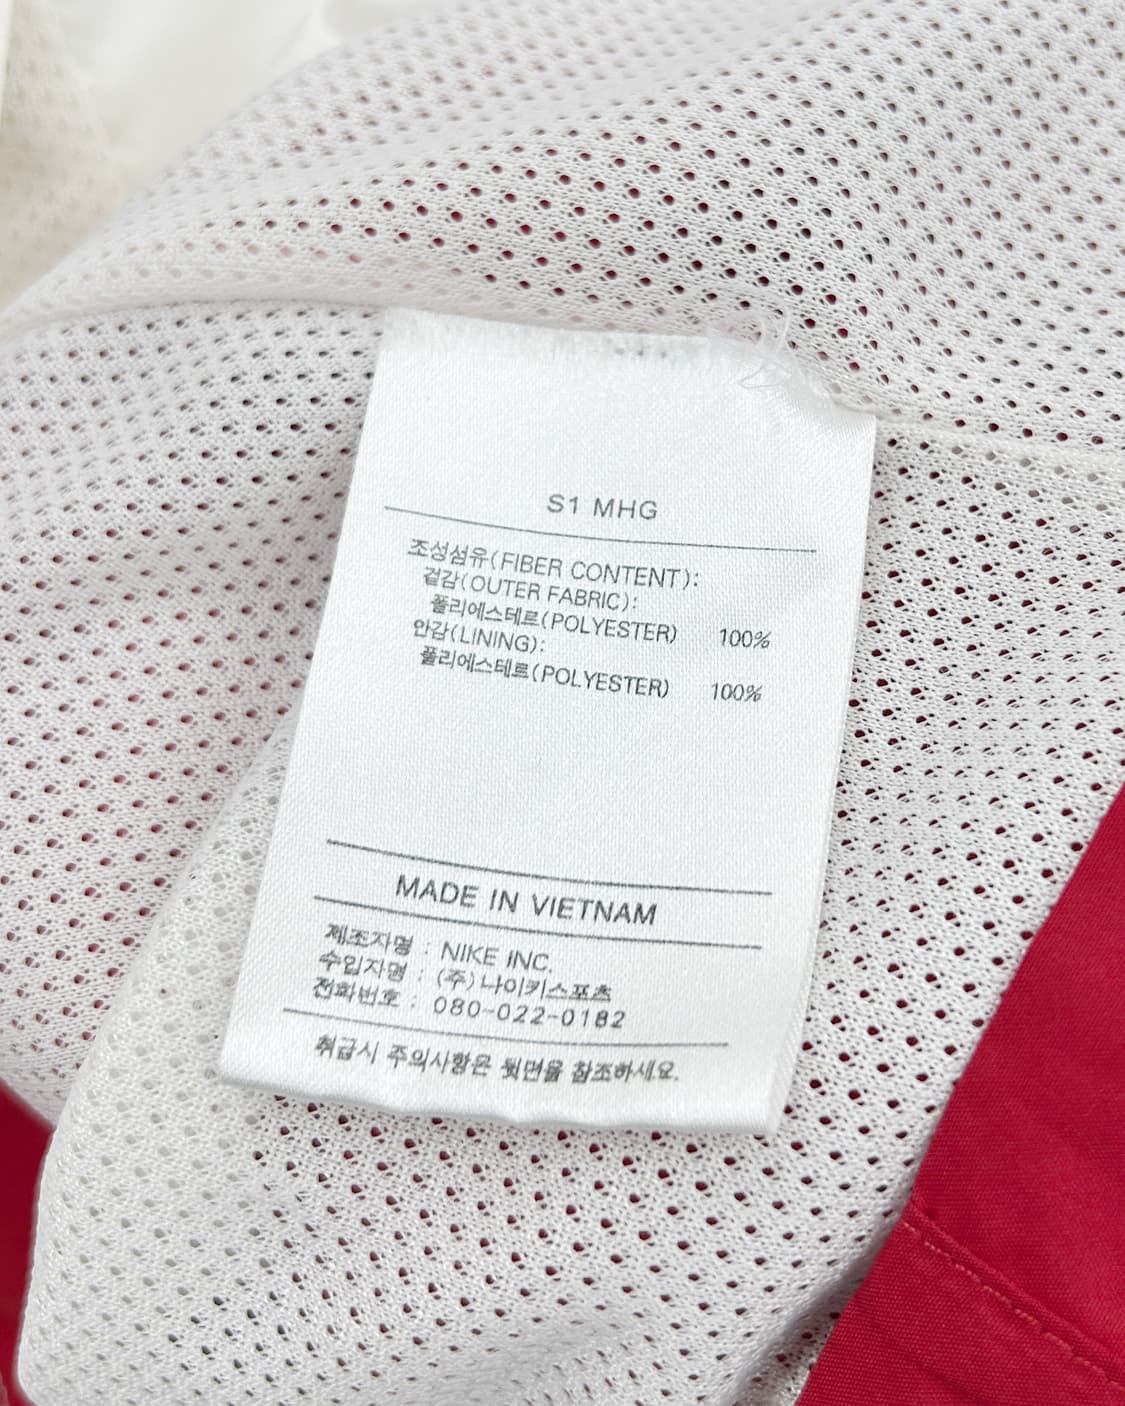 S1 MHG
조성섬유(FIBER CONTENT):
겉감(OUTER FABRIC):
폴리에스테르(POLYESTER) 100%
안감(LINING):
폴리에스테르(POLYESTER) 100%
MADE IN VIETNAM
제조자명 : NIKE INC.
수입자명 : (주)나이키스포츠
전화번호 : 080-022-0182
취급시 주의사항은 뒷면을 참조하세요.